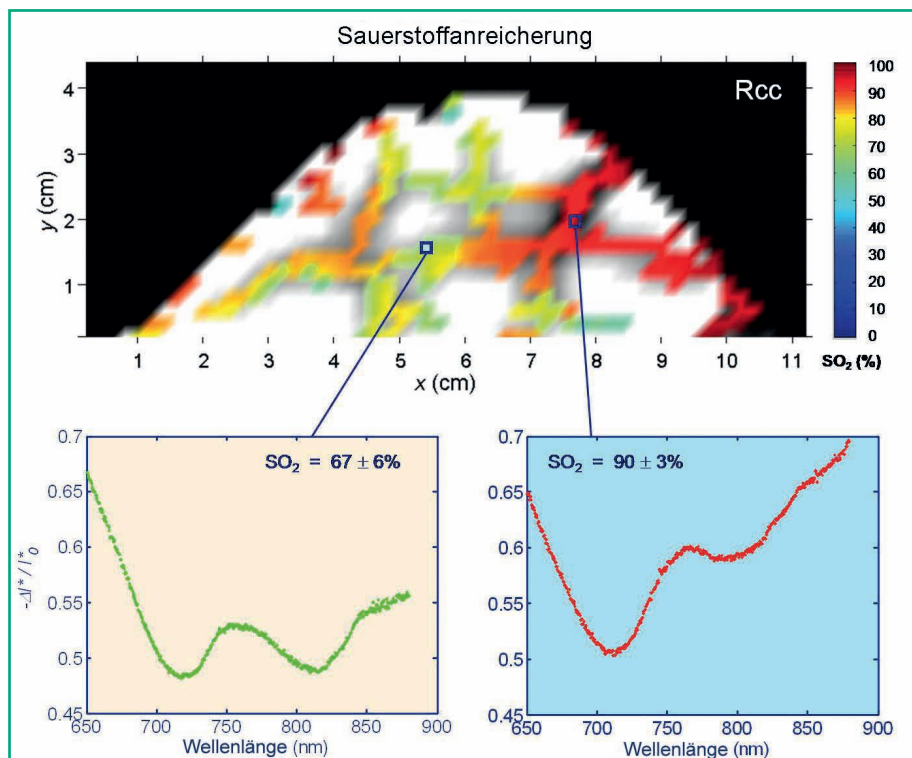 Sauerstoffanreicherung
Rcc
4
3
2
1
y (cm)
1 2 3 4 5 6 7 8 9 10 11
x (cm)
100
90
80
70
60
50
40
30
20
10
0
SO₂ (%)
0.7
0.65
0.6
0.55
0.5
0.45
-ΔI* / I*₀
SO₂ = 67 ± 6%
650 700 750 800 850 900
Wellenlänge (nm)
0.7
0.65
0.6
0.55
0.5
0.45
SO₂ = 90 ± 3%
650 700 750 800 850 900
Wellenlänge (nm)